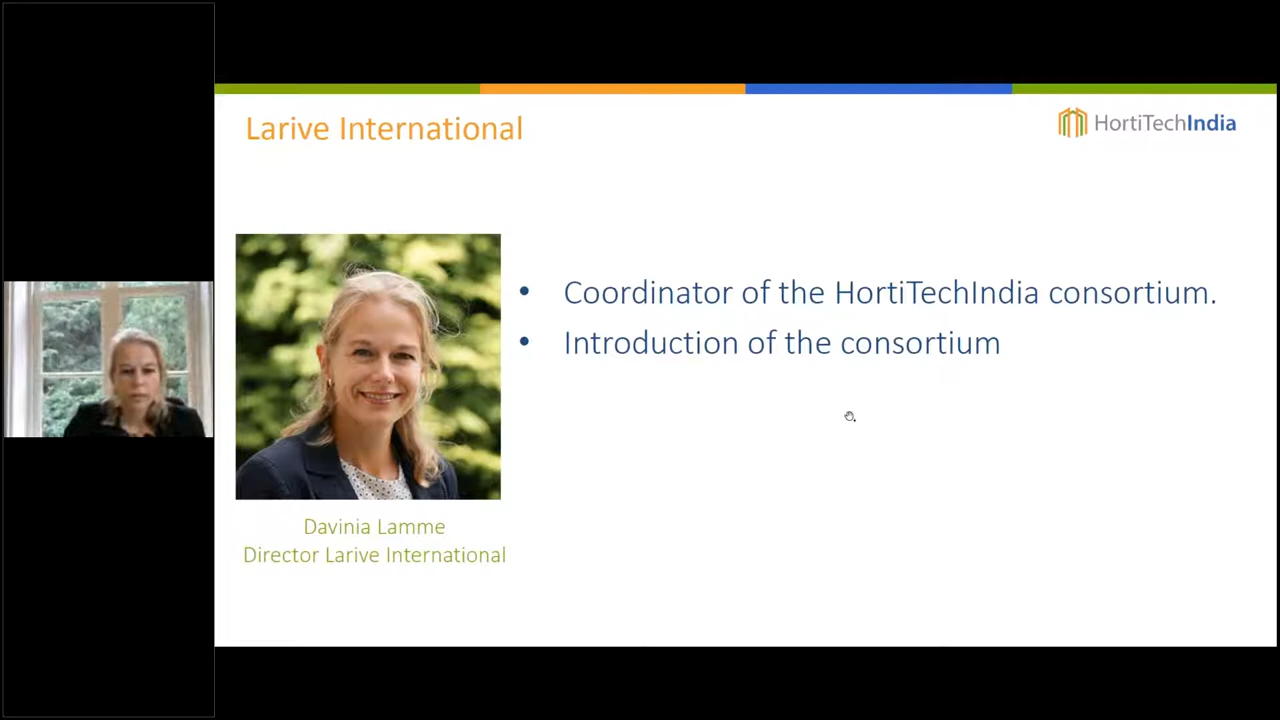 Larive International
HortiTechIndia
• Coordinator of the HortiTechIndia consortium.
• Introduction of the consortium
Davinia Lamme
Director Larive International